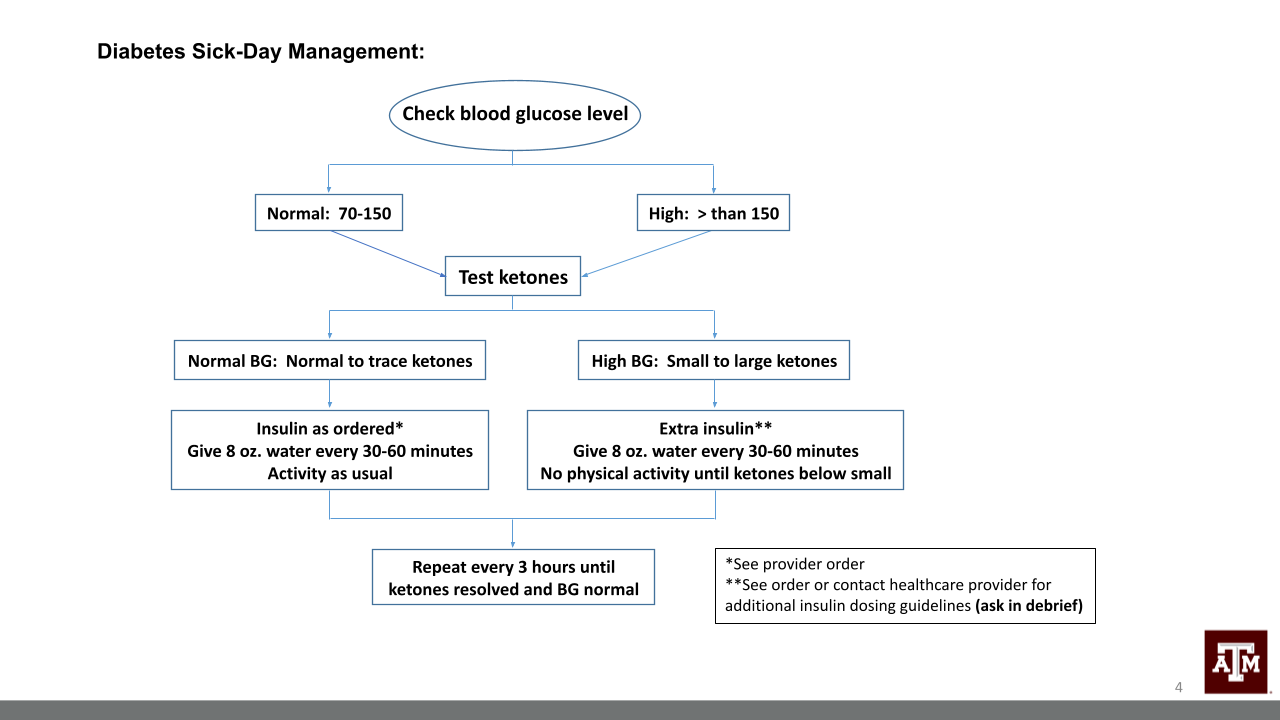 Diabetes Sick-Day Management:
Check blood glucose level
Normal:  70-150
High:  > than 150
Test ketones
Normal BG:  Normal to trace ketones
High BG:  Small to large ketones
Insulin as ordered*
Give 8 oz. water every 30-60 minutes
Activity as usual
Extra insulin**
Give 8 oz. water every 30-60 minutes
No physical activity until ketones below small
Repeat every 3 hours until
ketones resolved and BG normal
*See provider order
**See order or contact healthcare provider for
additional insulin dosing guidelines (ask in debrief)
ATM
4